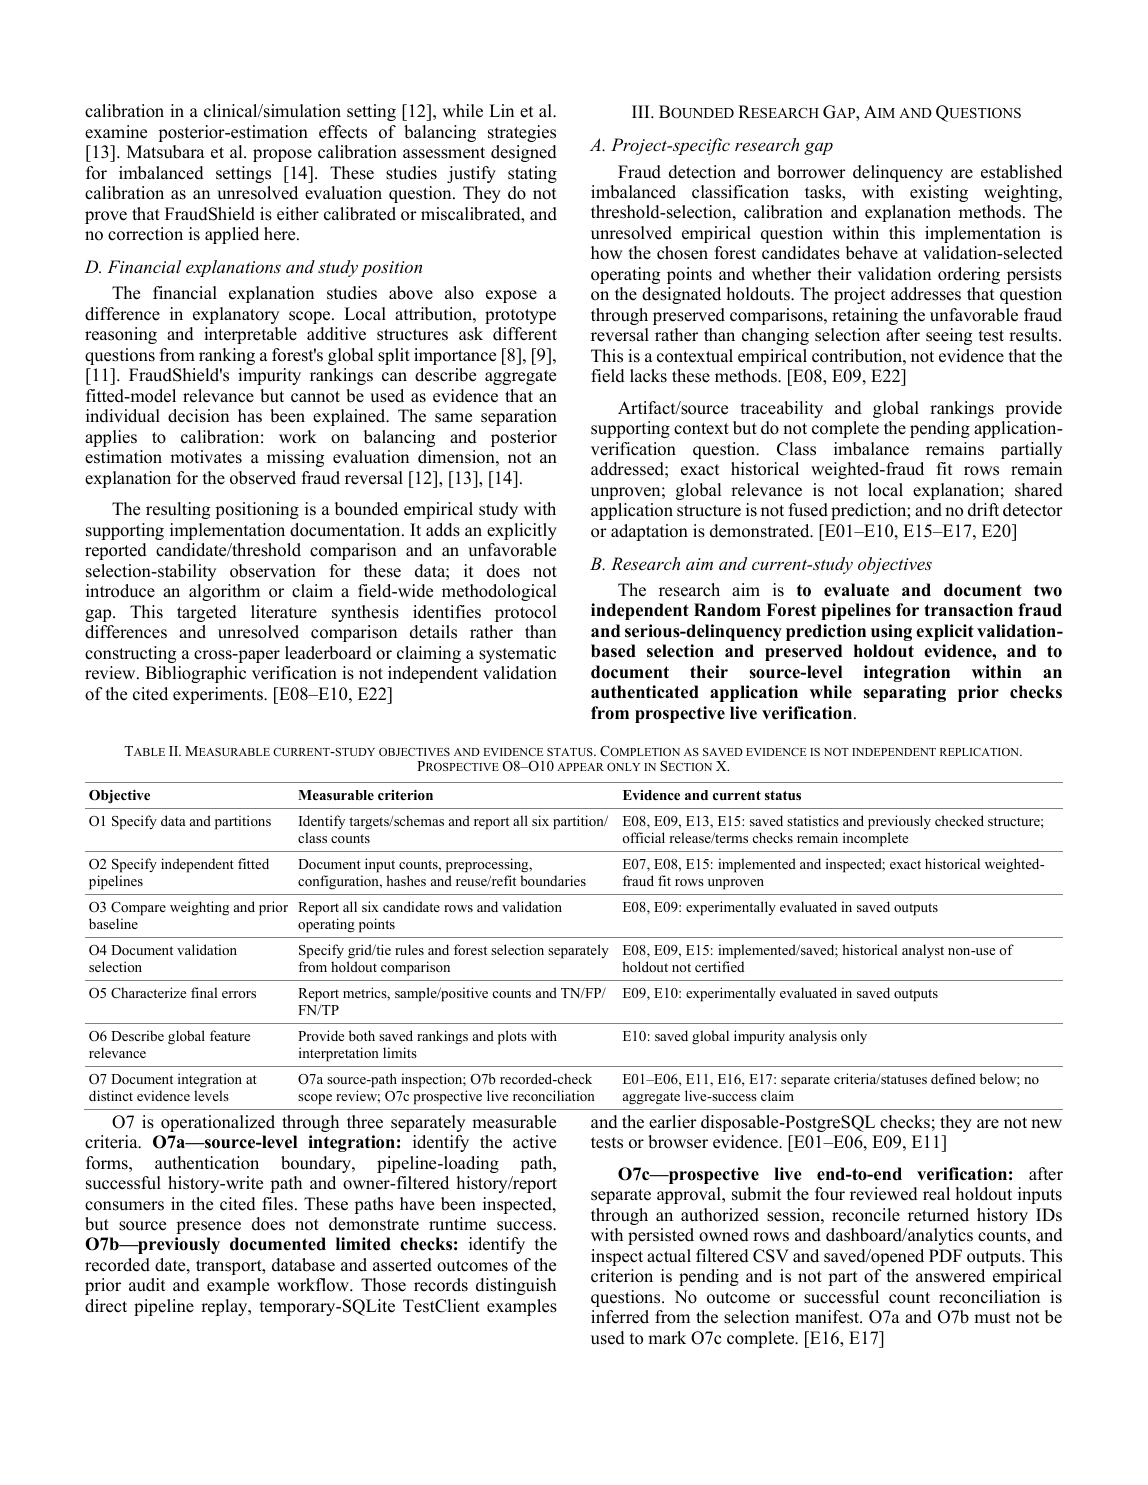 calibration in a clinical/simulation setting [12], while Lin et al.
examine posterior-estimation effects of balancing strategies
[13]. Matsubara et al. propose calibration assessment designed
for imbalanced settings [14]. These studies justify stating
calibration as an unresolved evaluation question. They do not
prove that FraudShield is either calibrated or miscalibrated, and
no correction is applied here.
D. Financial explanations and study position
The financial explanation studies above also expose a
difference in explanatory scope. Local attribution, prototype
reasoning and interpretable additive structures ask different
questions from ranking a forest's global split importance [8], [9],
[11]. FraudShield's impurity rankings can describe aggregate
fitted-model relevance but cannot be used as evidence that an
individual decision has been explained. The same separation
applies to calibration: work on balancing and posterior
estimation motivates a missing evaluation dimension, not an
explanation for the observed fraud reversal [12], [13], [14].
The resulting positioning is a bounded empirical study with
supporting implementation documentation. It adds an explicitly
reported candidate/threshold comparison and an unfavorable
selection-stability observation for these data; it does not
introduce an algorithm or claim a field-wide methodological
gap. This targeted literature synthesis identifies protocol
differences and unresolved comparison details rather than
constructing a cross-paper leaderboard or claiming a systematic
review. Bibliographic verification is not independent validation
of the cited experiments. [E08–E10, E22]
III. BOUNDED RESEARCH GAP, AIM AND QUESTIONS
A. Project-specific research gap
Fraud detection and borrower delinquency are established
imbalanced classification tasks, with existing weighting,
threshold-selection, calibration and explanation methods. The
unresolved empirical question within this implementation is
how the chosen forest candidates behave at validation-selected
operating points and whether their validation ordering persists
on the designated holdouts. The project addresses that question
through preserved comparisons, retaining the unfavorable fraud
reversal rather than changing selection after seeing test results.
This is a contextual empirical contribution, not evidence that the
field lacks these methods. [E08, E09, E22]
Artifact/source traceability and global rankings provide
supporting context but do not complete the pending application-
verification question. Class imbalance remains partially
addressed; exact historical weighted-fraud fit rows remain
unproven; global relevance is not local explanation; shared
application structure is not fused prediction; and no drift detector
or adaptation is demonstrated. [E01–E10, E15–E17, E20]
B. Research aim and current-study objectives
The research aim is to evaluate and document two
independent Random Forest pipelines for transaction fraud
and serious-delinquency prediction using explicit validation-
based selection and preserved holdout evidence, and to
document their source-level integration within an
authenticated application while separating prior checks
from prospective live verification.
TABLE II. MEASURABLE CURRENT-STUDY OBJECTIVES AND EVIDENCE STATUS. COMPLETION AS SAVED EVIDENCE IS NOT INDEPENDENT REPLICATION.
PROSPECTIVE O8–O10 APPEAR ONLY IN SECTION X.
Objective Measurable criterion Evidence and current status
O1 Specify data and partitions Identify targets/schemas and report all six partition/ E08, E09, E13, E15: saved statistics and previously checked structure;
class counts official release/terms checks remain incomplete
O2 Specify independent fitted Document input counts, preprocessing, E07, E08, E15: implemented and inspected; exact historical weighted-
pipelines configuration, hashes and reuse/refit boundaries fraud fit rows unproven
O3 Compare weighting and prior Report all six candidate rows and validation E08, E09: experimentally evaluated in saved outputs
baseline operating points
O4 Document validation Specify grid/tie rules and forest selection separately E08, E09, E15: implemented/saved; historical analyst non-use of
selection from holdout comparison holdout not certified
O5 Characterize final errors Report metrics, sample/positive counts and TN/FP/ E09, E10: experimentally evaluated in saved outputs
FN/TP
O6 Describe global feature Provide both saved rankings and plots with E10: saved global impurity analysis only
relevance interpretation limits
O7 Document integration at O7a source-path inspection; O7b recorded-check E01–E06, E11, E16, E17: separate criteria/statuses defined below; no
distinct evidence levels scope review; O7c prospective live reconciliation aggregate live-success claim
O7 is operationalized through three separately measurable
criteria. O7a—source-level integration: identify the active
forms, authentication boundary, pipeline-loading path,
successful history-write path and owner-filtered history/report
consumers in the cited files. These paths have been inspected,
but source presence does not demonstrate runtime success.
O7b—previously documented limited checks: identify the
recorded date, transport, database and asserted outcomes of the
prior audit and example workflow. Those records distinguish
direct pipeline replay, temporary-SQLite TestClient examples
and the earlier disposable-PostgreSQL checks; they are not new
tests or browser evidence. [E01–E06, E09, E11]
O7c—prospective live end-to-end verification: after
separate approval, submit the four reviewed real holdout inputs
through an authorized session, reconcile returned history IDs
with persisted owned rows and dashboard/analytics counts, and
inspect actual filtered CSV and saved/opened PDF outputs. This
criterion is pending and is not part of the answered empirical
questions. No outcome or successful count reconciliation is
inferred from the selection manifest. O7a and O7b must not be
used to mark O7c complete. [E16, E17]